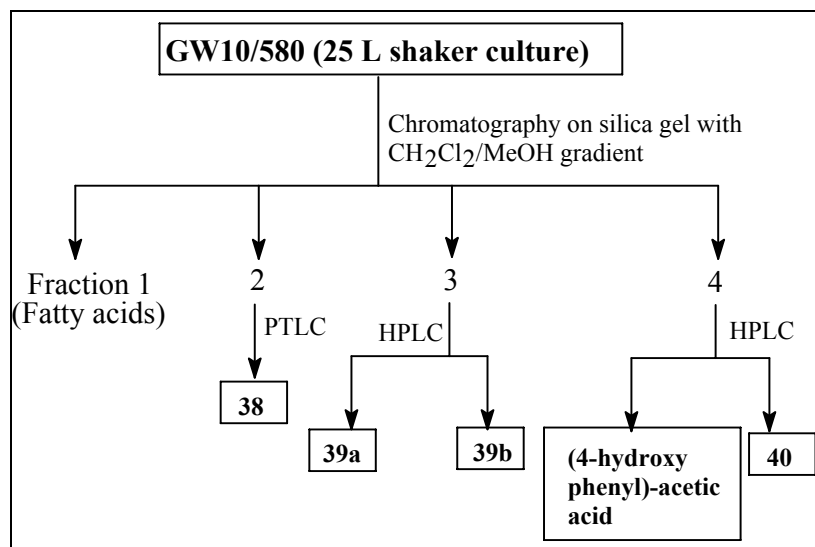 GW10/580 (25 L shaker culture)
Chromatography on silica gel with
CH2Cl2/MeOH gradient
Fraction 1
(Fatty acids)
2
3
4
PTLC
HPLC
HPLC
38
39a
39b
(4-hydroxy
phenyl)-acetic
acid
40